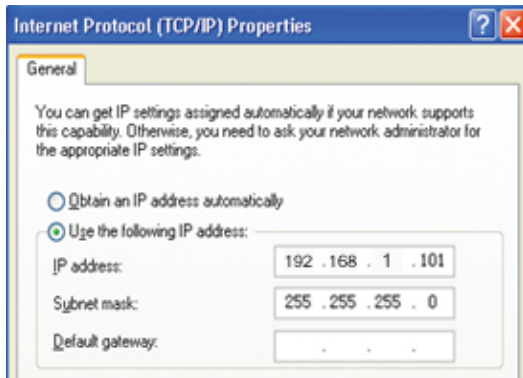 Internet Protocol (TCP/IP) Properties
General
You can get IP settings assigned automatically if your network supports
this capability. Otherwise, you need to ask your network administrator for
the appropriate IP settings.
Obtain an IP address automatically
Use the following IP address:
IP address: 192 . 168 . 1 . 101
Subnet mask: 255 . 255 . 255 . 0
Default gateway: . . .